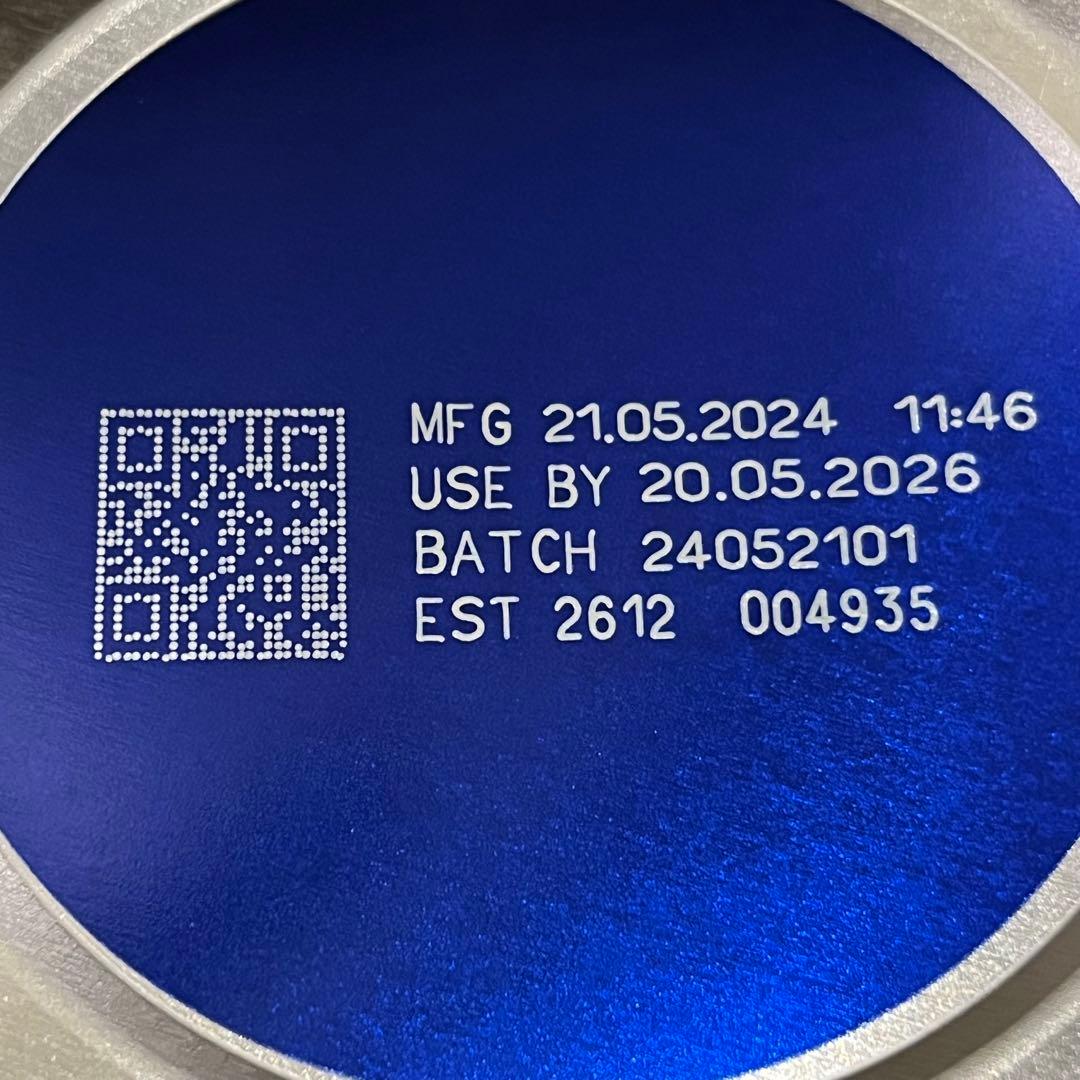 MFG 21.05.2024 11:46
USE BY 20.05.2026
BATCH 24052101
EST 2612 004935